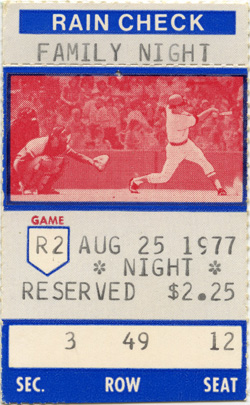 RAIN CHECK
FAMILY NIGHT
GAME
R2 AUG 25 1977
* NIGHT *
RESERVED $2.25
3 49 12
SEC. ROW SEAT